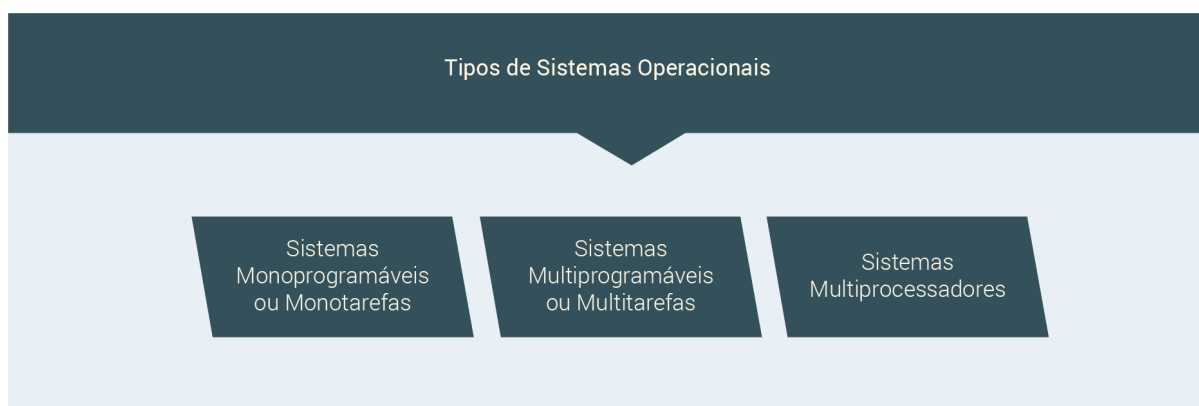 Tipos de Sistemas Operacionais
Sistemas
Monoprogramáveis
ou Monotarefas
Sistemas
Multiprogramáveis
ou Multitarefas
Sistemas
Multiprocessadores